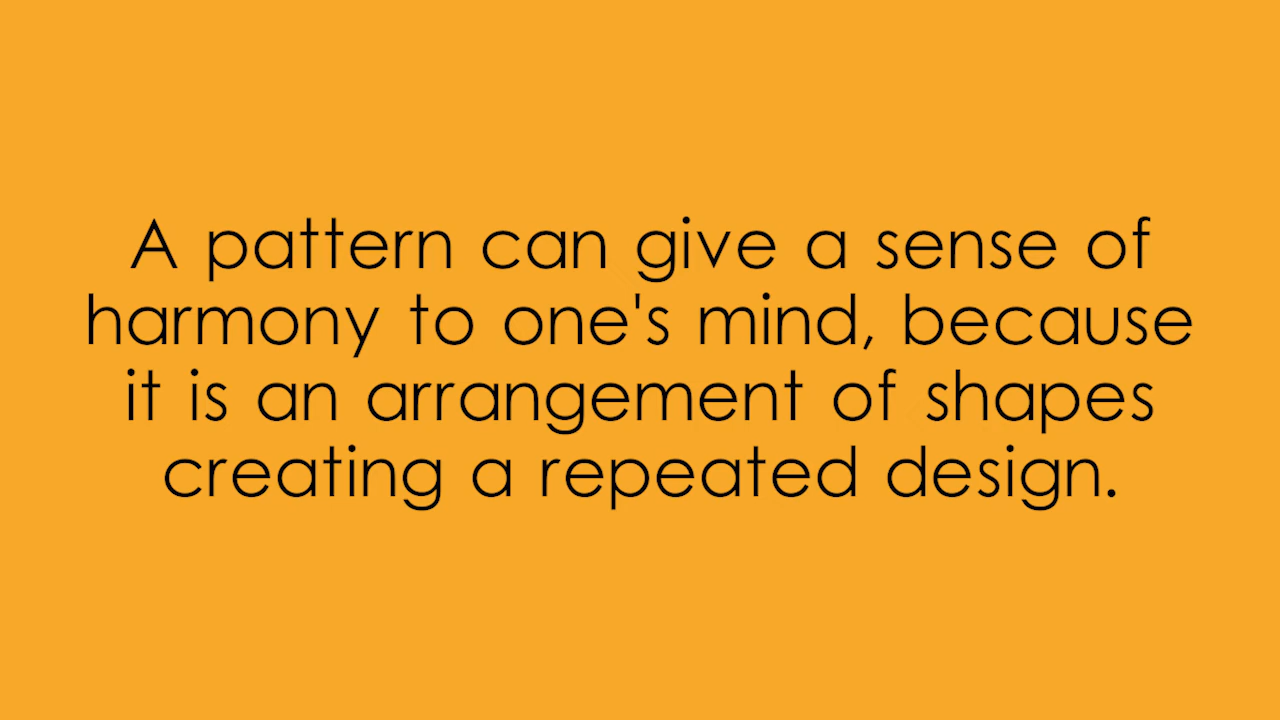 A pattern can give a sense of
harmony to one's mind, because
it is an arrangement of shapes
creating a repeated design.